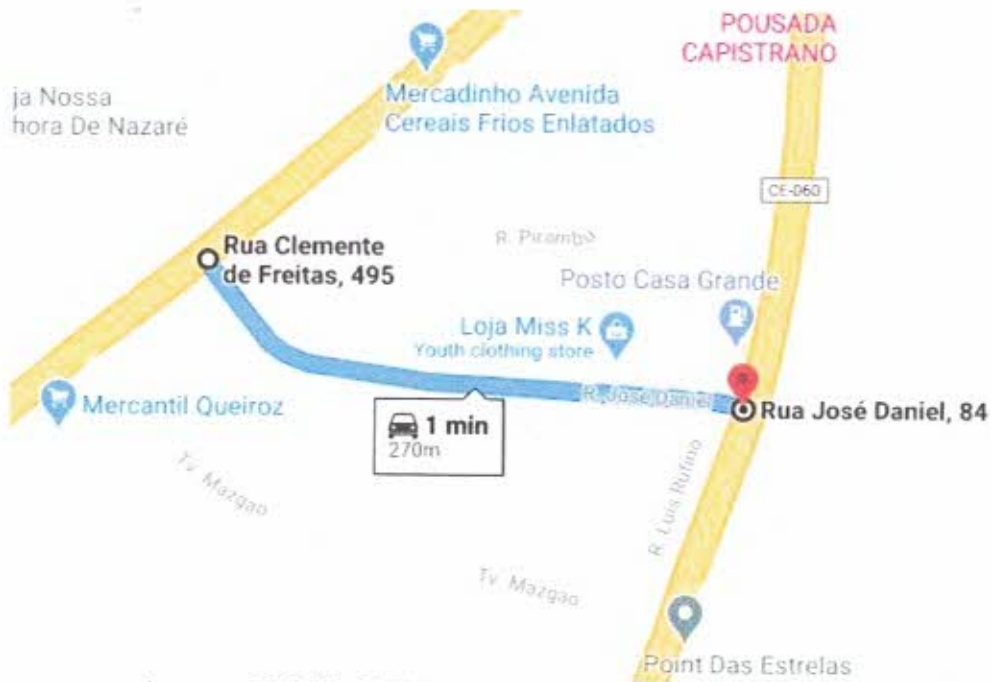 POUSADA
CAPISTRANO
ja Nossa
hora De Nazaré
Mercadinho Avenida
Cereais Frios Enlatados
CE-060
R. Pirambô
Rua Clemente
de Freitas, 495
Posto Casa Grande
Loja Miss K
Youth clothing store
R. José Daniel
Rua José Daniel, 84
Mercantil Queiroz
1 min
270m
Tv. Mazgao
R. Luis Rufino
Tv. Mazgao
Point Das Estrelas